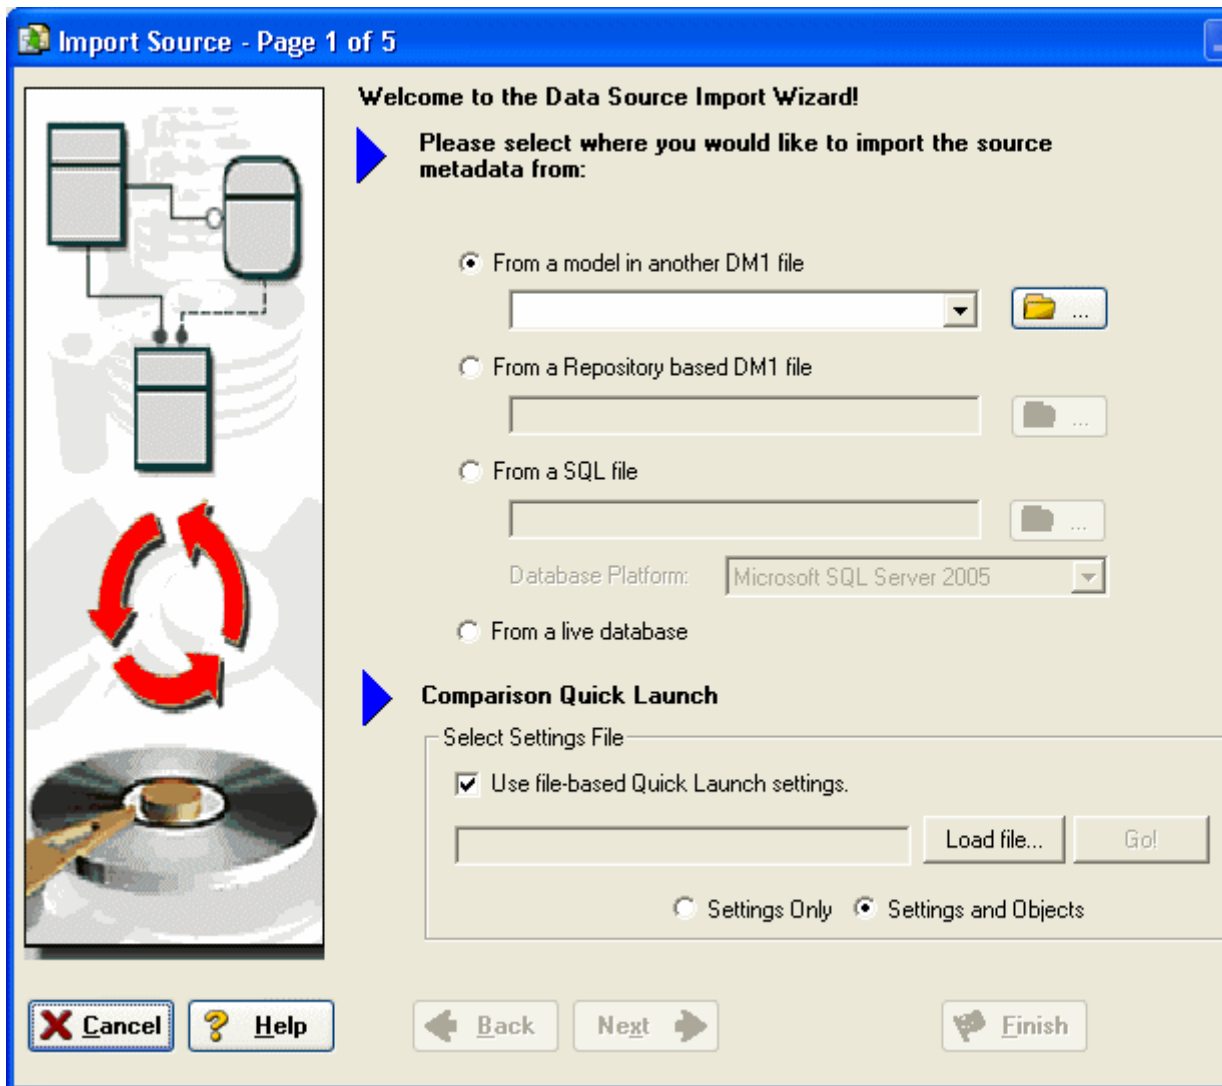 Import Source - Page 1 of 5
Welcome to the Data Source Import Wizard!
Please select where you would like to import the source
metadata from:
From a model in another DM1 file
...
From a Repository based DM1 file
...
From a SQL file
...
Database Platform: Microsoft SQL Server 2005
From a live database
Comparison Quick Launch
Select Settings File
Use file-based Quick Launch settings.
Load file... Go!
Settings Only Settings and Objects
Cancel ? Help Back Next Finish